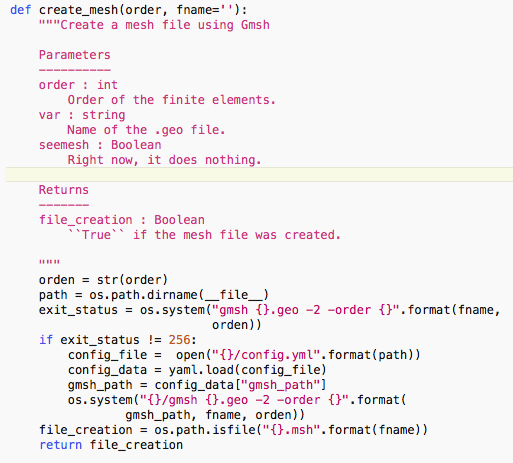 def create_mesh(order, fname=''):
    """Create a mesh file using Gmsh

    Parameters
    ----------
    order : int
        Order of the finite elements.
    var : string
        Name of the .geo file.
    seemesh : Boolean
        Right now, it does nothing.

    Returns
    -------
    file_creation : Boolean
        ``True`` if the mesh file was created.

    """
    orden = str(order)
    path = os.path.dirname(__file__)
    exit_status = os.system("gmsh {}.geo -2 -order {}".format(fname,
                            orden))
    if exit_status != 256:
        config_file =  open("{}/config.yml".format(path))
        config_data = yaml.load(config_file)
        gmsh_path = config_data["gmsh_path"]
        os.system("{}/gmsh {}.geo -2 -order {}".format(
                gmsh_path, fname, orden))
    file_creation = os.path.isfile("{}.msh".format(fname))
    return file_creation